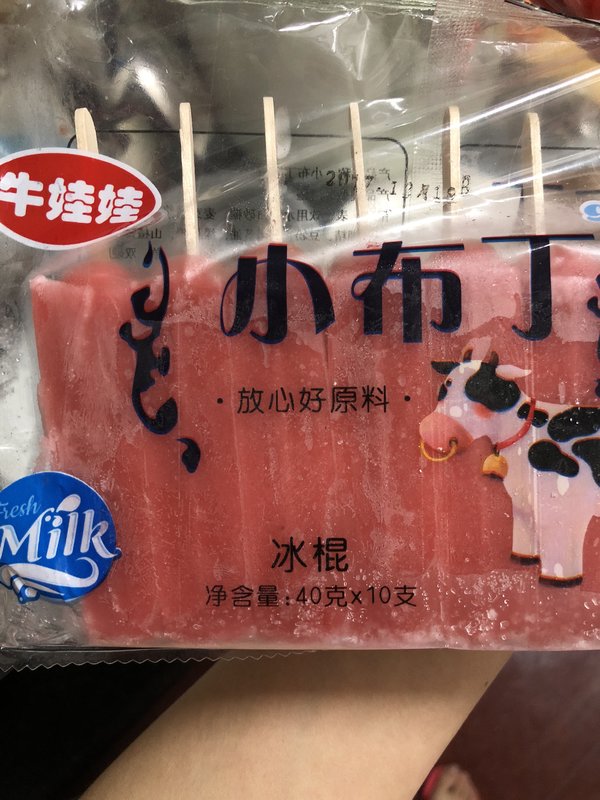 牛娃娃
小布丁
·放心好原料·
Fresh
Milk
冰棍
净含量:40克x10支